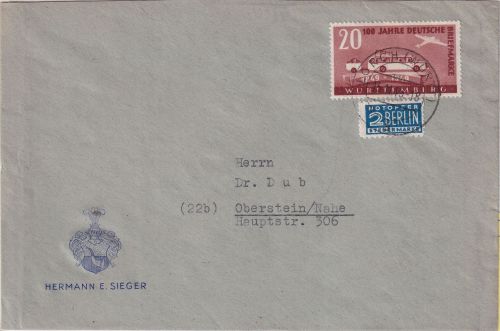 20
100 JAHRE DEUTSCHE
BRIEFMARKE
1849 1949
WÜRTTEMBERG
NOTOPFER
2 BERLIN
STEUERMARKE
Herrn
Dr. D u b
(22b) Oberstein/Nahe
Hauptstr. 306
HERMANN E. SIEGER